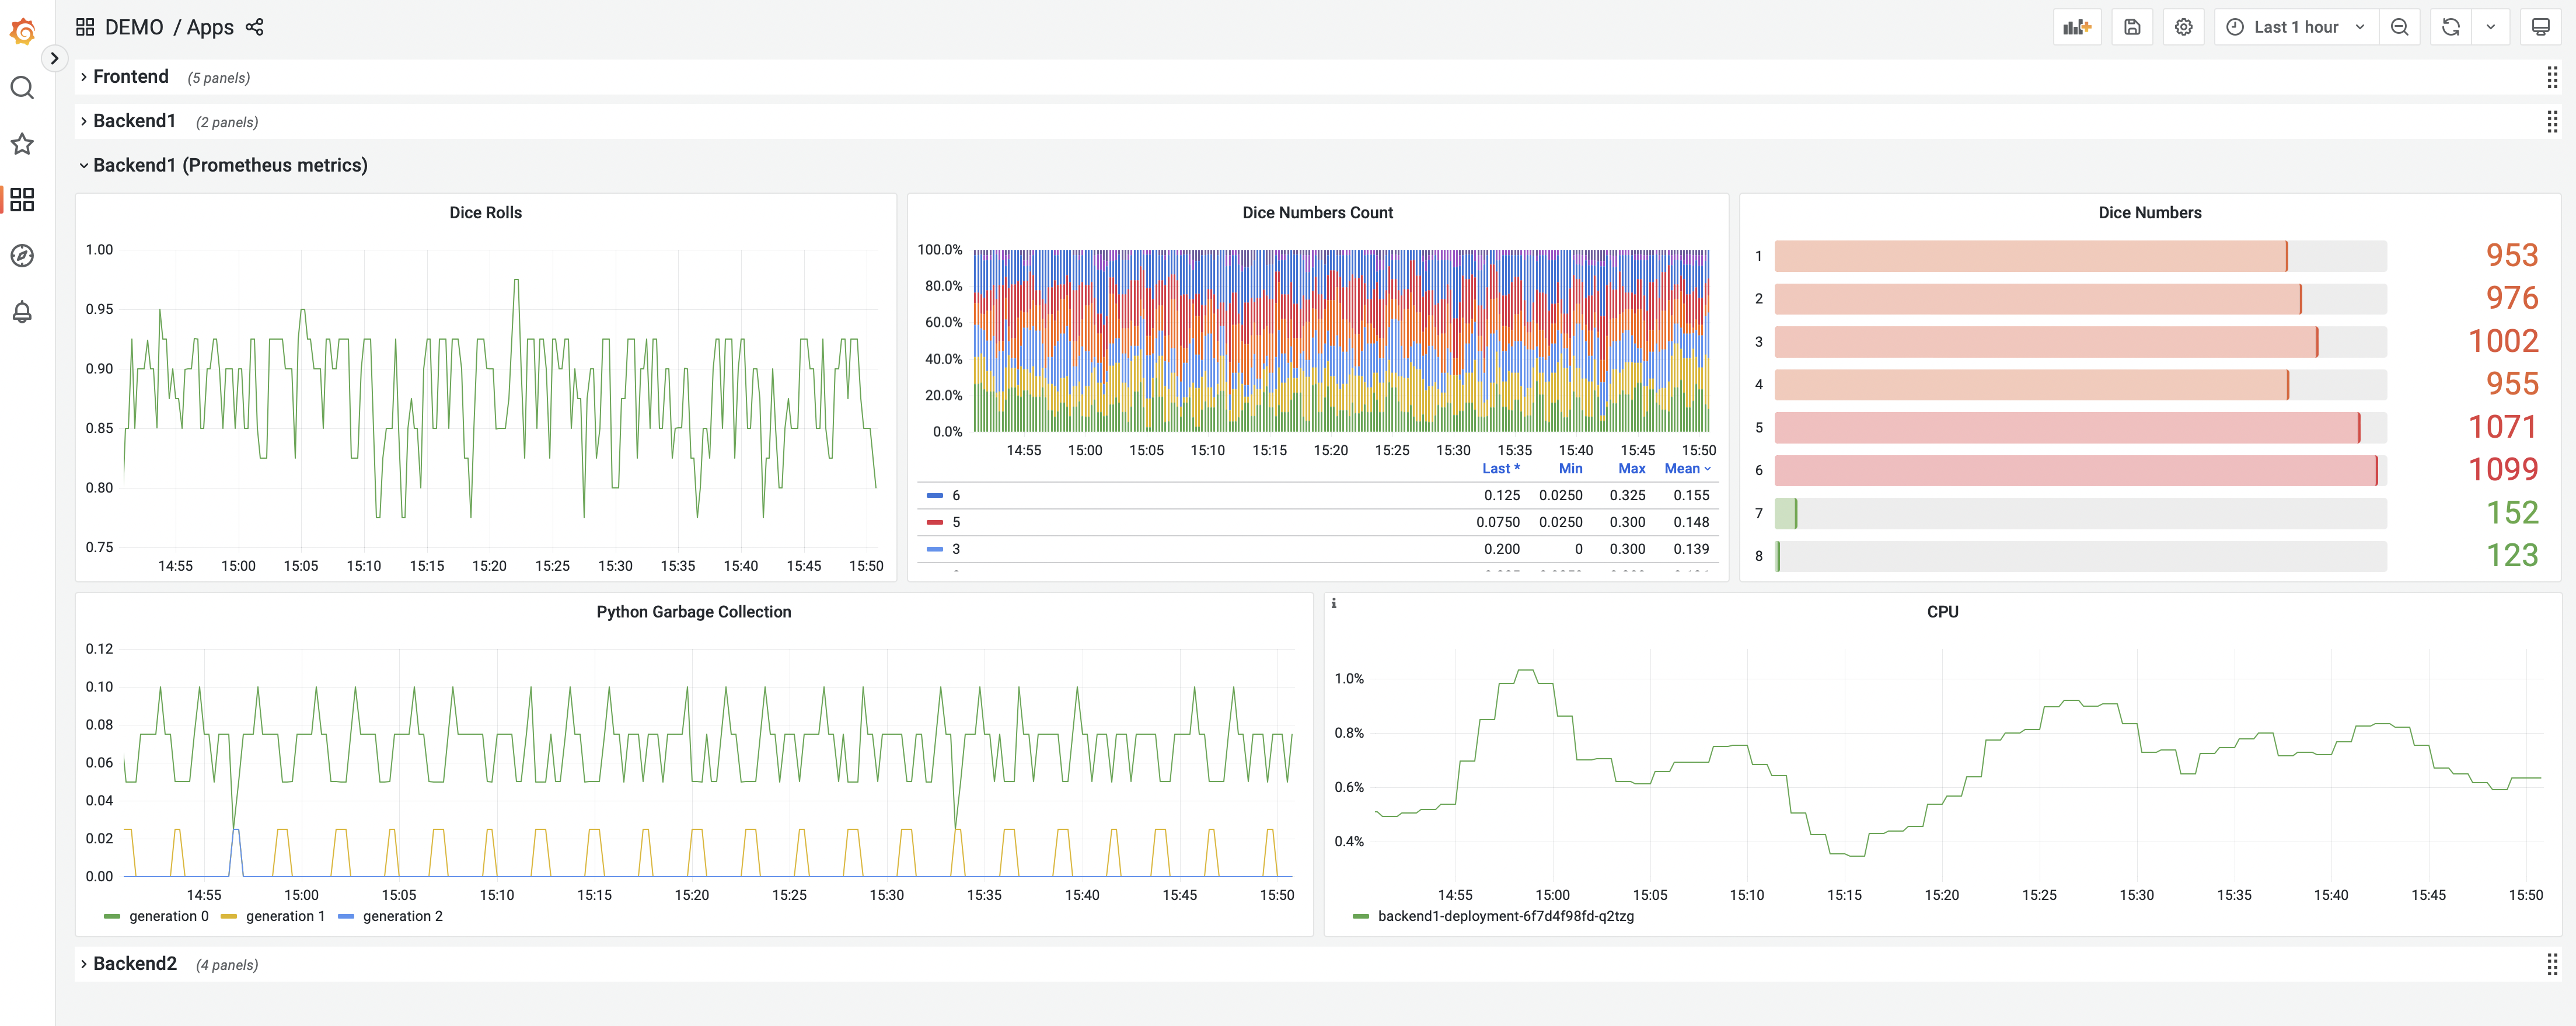 DEMO / Apps
Last 1 hour
Frontend (5 panels)
Backend1 (2 panels)
Backend1 (Prometheus metrics)
Dice Rolls
1.00
0.95
0.90
0.85
0.80
0.75
14:55 15:00 15:05 15:10 15:15 15:20 15:25 15:30 15:35 15:40 15:45 15:50
Dice Numbers Count
100.0%
80.0%
60.0%
40.0%
20.0%
0.0%
14:55 15:00 15:05 15:10 15:15 15:20 15:25 15:30 15:35 15:40 15:45 15:50
Last * Min Max Mean
6 0.125 0.0250 0.325 0.155
5 0.0750 0.0250 0.300 0.148
3 0.200 0 0.300 0.139
Dice Numbers
1 953
2 976
3 1002
4 955
5 1071
6 1099
7 152
8 123
Python Garbage Collection
0.12
0.10
0.08
0.06
0.04
0.02
0.00
14:55 15:00 15:05 15:10 15:15 15:20 15:25 15:30 15:35 15:40 15:45 15:50
generation 0 generation 1 generation 2
i
CPU
1.0%
0.8%
0.6%
0.4%
14:55 15:00 15:05 15:10 15:15 15:20 15:25 15:30 15:35 15:40 15:45 15:50
backend1-deployment-6f7d4f98fd-q2tzg
Backend2 (4 panels)